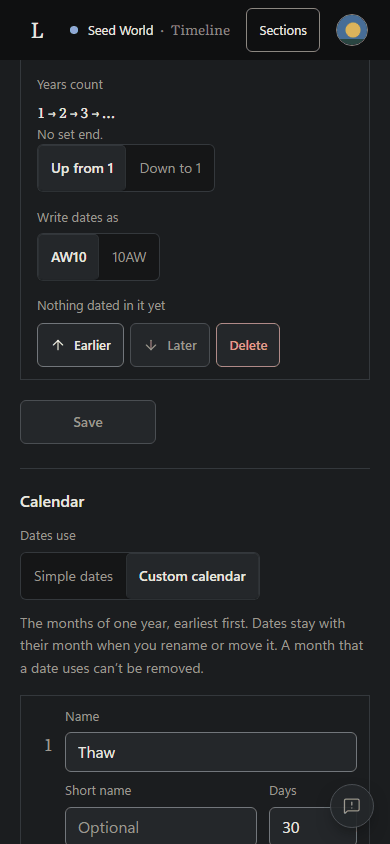 L Seed World · Timeline Sections
Years count
1→2→3→...
No set end.
Up from 1 Down to 1
Write dates as
AW10 10AW
Nothing dated in it yet
↑ Earlier ↓ Later Delete
Save
Calendar
Dates use
Simple dates Custom calendar
The months of one year, earliest first. Dates stay with
their month when you rename or move it. A month that
a date uses can’t be removed.
Name
1 Thaw
Short name Days
Optional 30